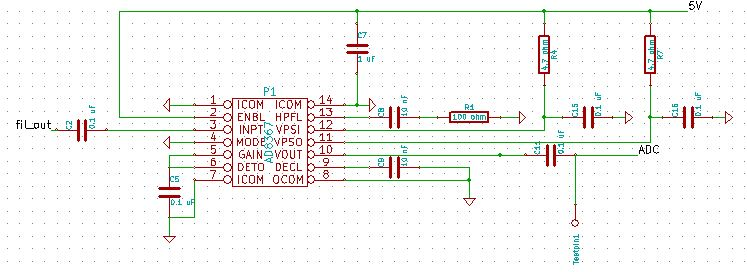 5V
C7
1 uF
4.7 ohm
R4
4.7 ohm
R7
P1
1 ICOM ICOM 14
2 ENBL HPFL 13
3 INPT VPSI 12
4 MODE VPSO 11
5 GAIN VOUT 10
6 DETO DECL 9
7 ICOM OCOM 8
AD8367
fil_out
C2
0.1 uF
C8
10 nF
R1
100 ohm
C15
0.1 uF
C16
0.1 uF
C5
0.1 uF
C9
10 nF
C11
0.1 uF
ADC
Testpin1